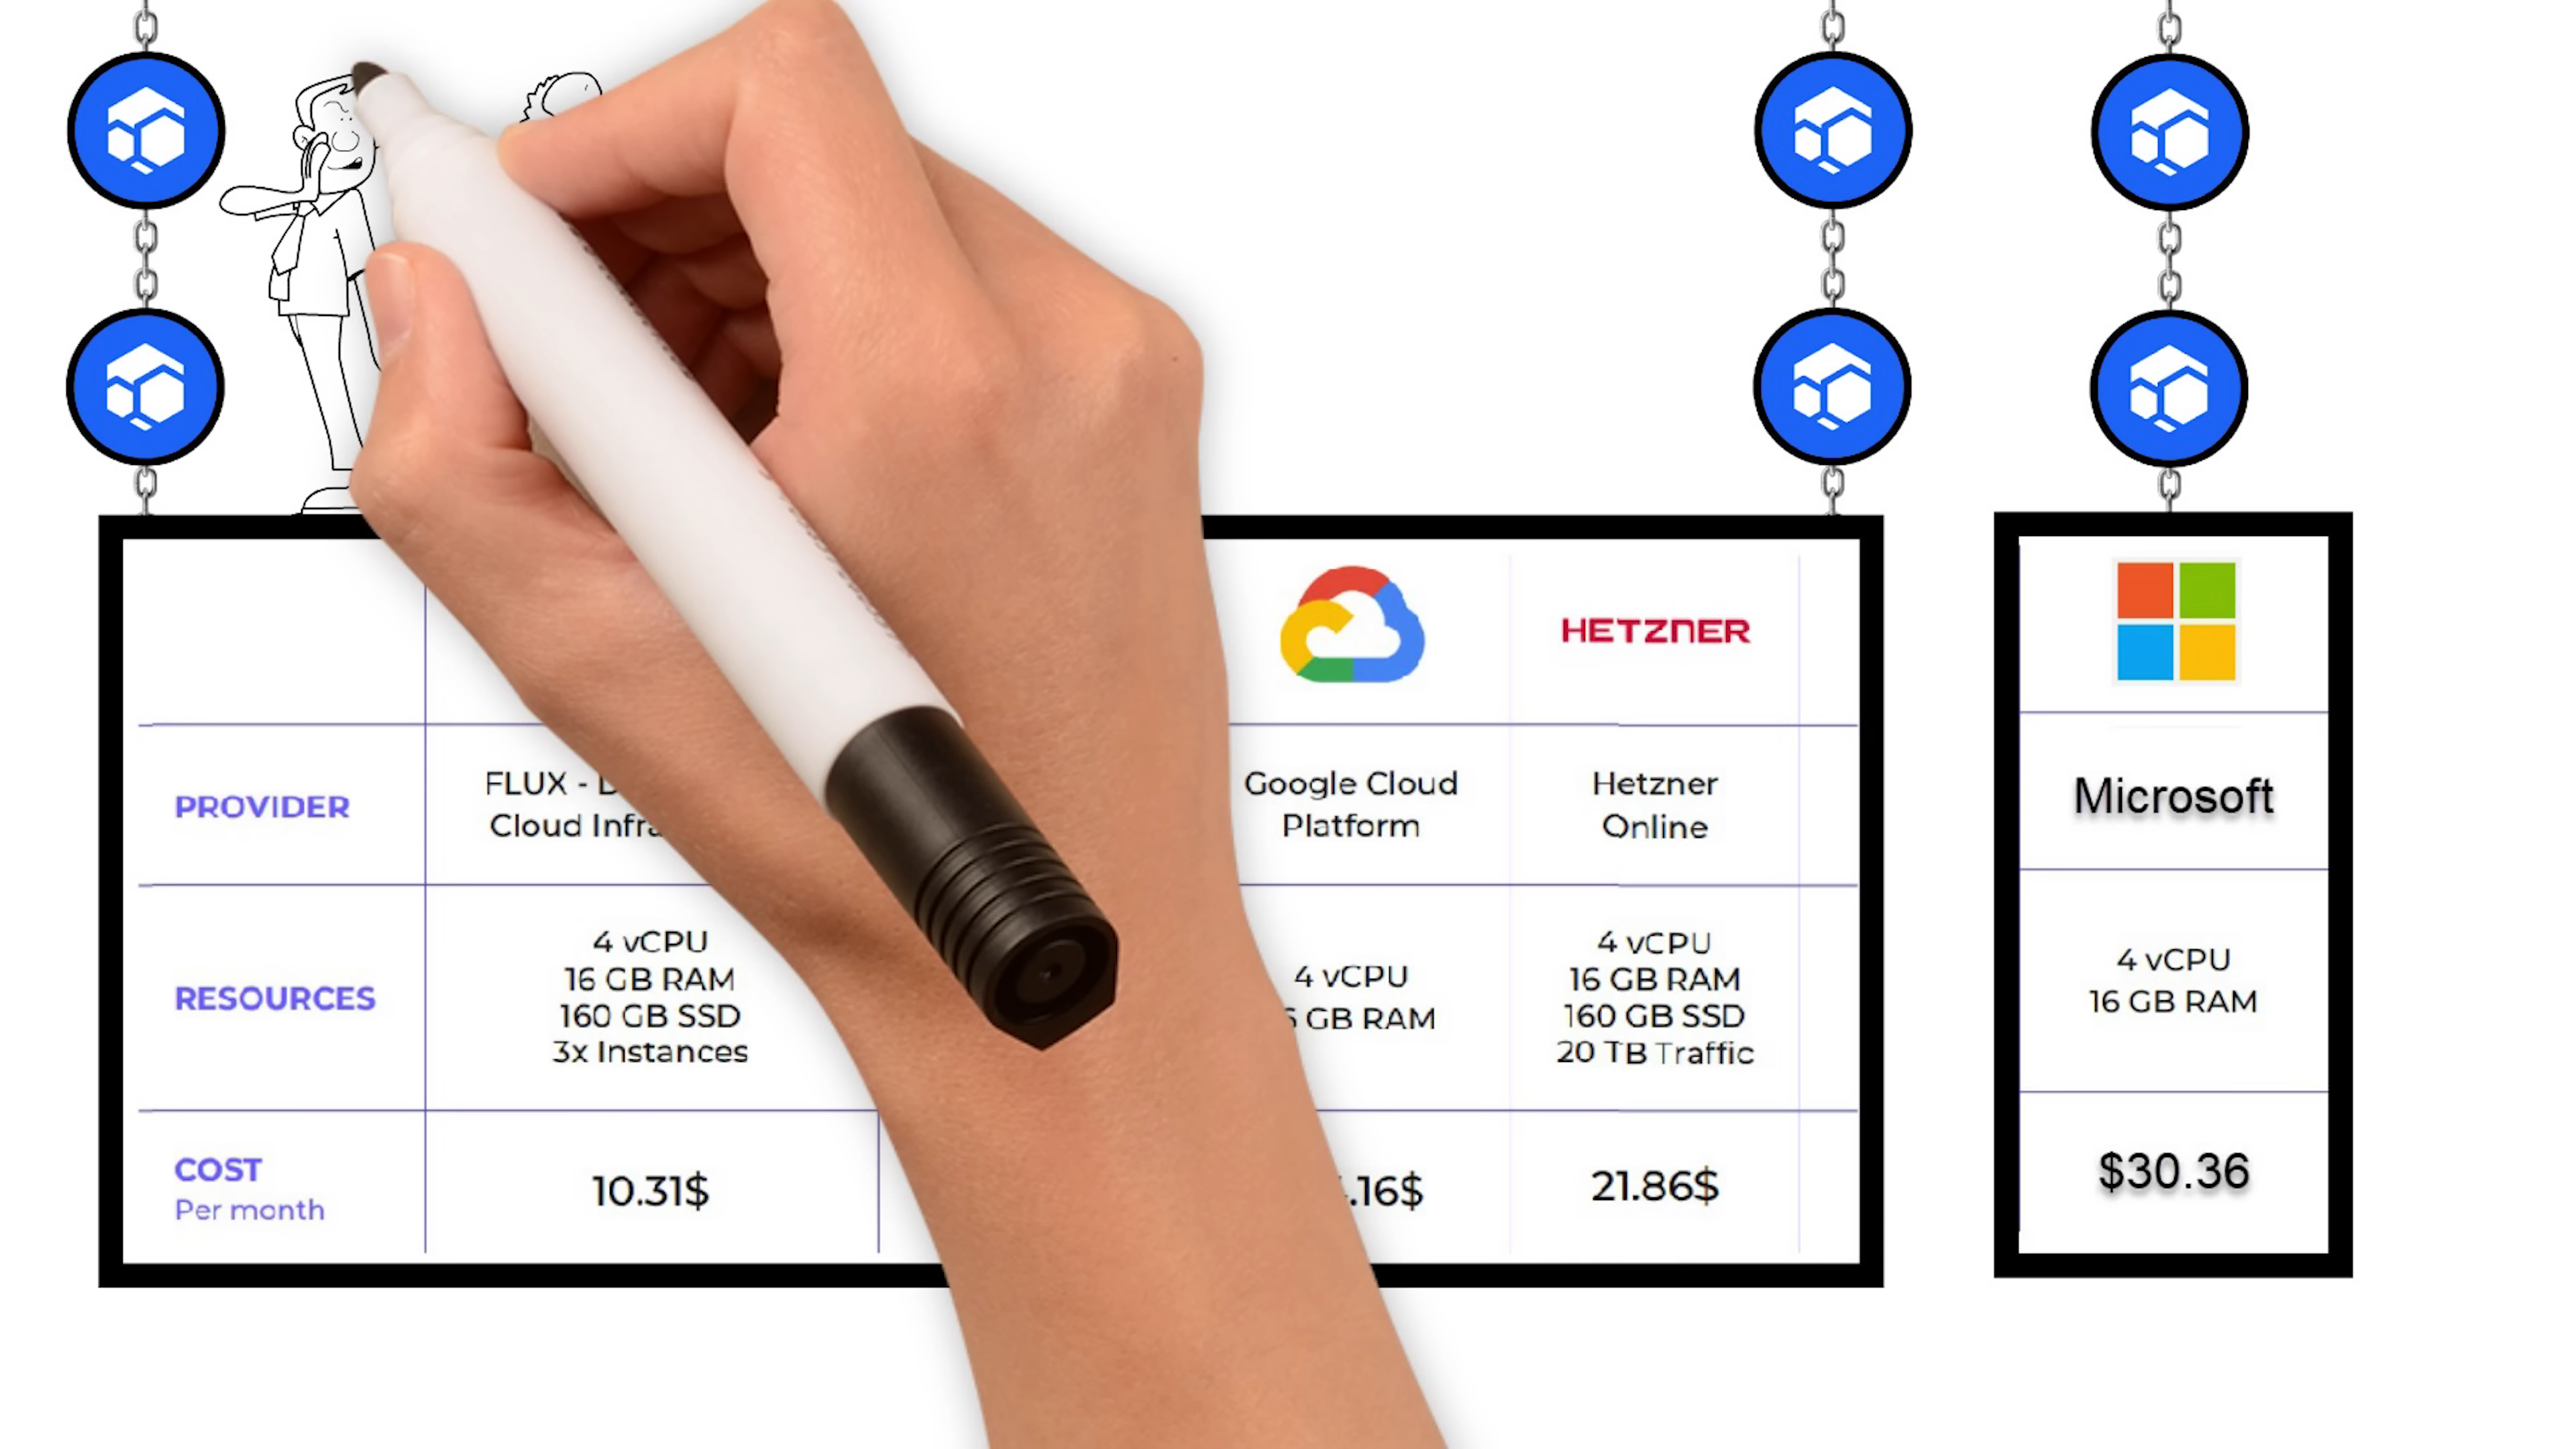 HETZNER
PROVIDER
FLUX -
Cloud
Google Cloud
Platform
Hetzner
Online
Microsoft
RESOURCES
4 vCPU
16 GB RAM
160 GB SSD
3x Instances
4 vCPU
GB RAM
4 vCPU
16 GB RAM
160 GB SSD
20 TB Traffic
4 vCPU
16 GB RAM
COST
Per month
10.31$
.16$
21.86$
$30.36